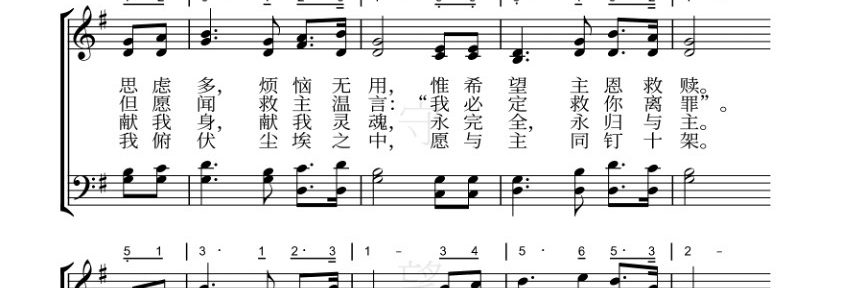 思虑多，烦恼无用，惟希望主恩救赎。
但愿闻救主温言：“我必定救你离罪”。
献我身，献我灵魂，永完全，永归与主。
我俯伏尘埃之中，愿与主同钉十架。
5 1 | 3· 1 2· 3 | 1 – 3 4 | 5· 6 5· 3 | 2 –